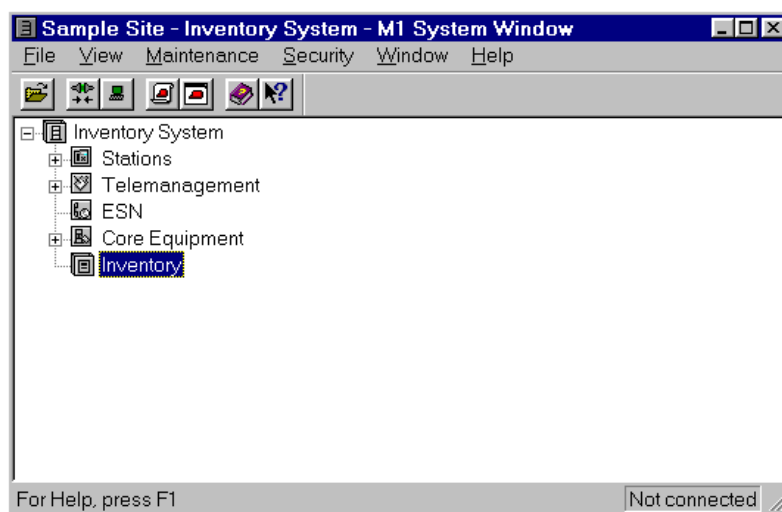 Sample Site - Inventory System - M1 System Window
File View Maintenance Security Window Help
Inventory System
Stations
Telemanagement
ESN
Core Equipment
Inventory
For Help, press F1 Not connected